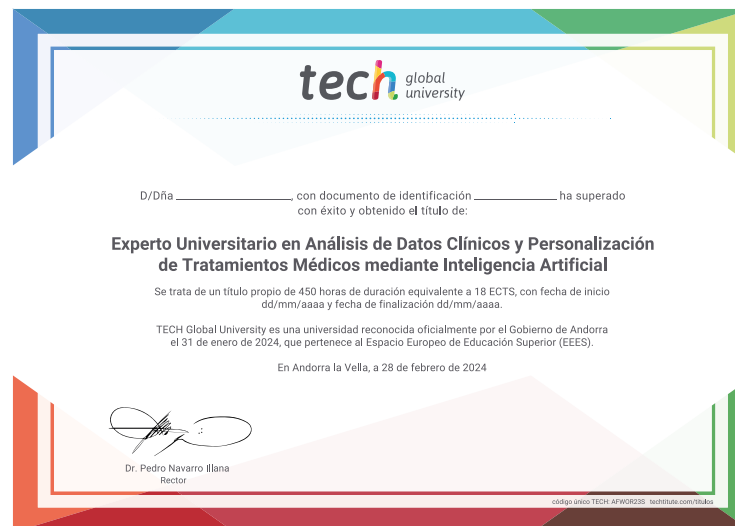 tech global university
D/Dña ______________, con documento de identificación ____________ ha superado
con éxito y obtenido el título de:
Experto Universitario en Análisis de Datos Clínicos y Personalización
de Tratamientos Médicos mediante Inteligencia Artificial
Se trata de un título propio de 450 horas de duración equivalente a 18 ECTS, con fecha de inicio
dd/mm/aaaa y fecha de finalización dd/mm/aaaa.
TECH Global University es una universidad reconocida oficialmente por el Gobierno de Andorra
el 31 de enero de 2024, que pertenece al Espacio Europeo de Educación Superior (EEES).
En Andorra la Vella, a 28 de febrero de 2024
Dr. Pedro Navarro Illana
Rector
código único TECH: AFWOR23S techtitute.com/titulos